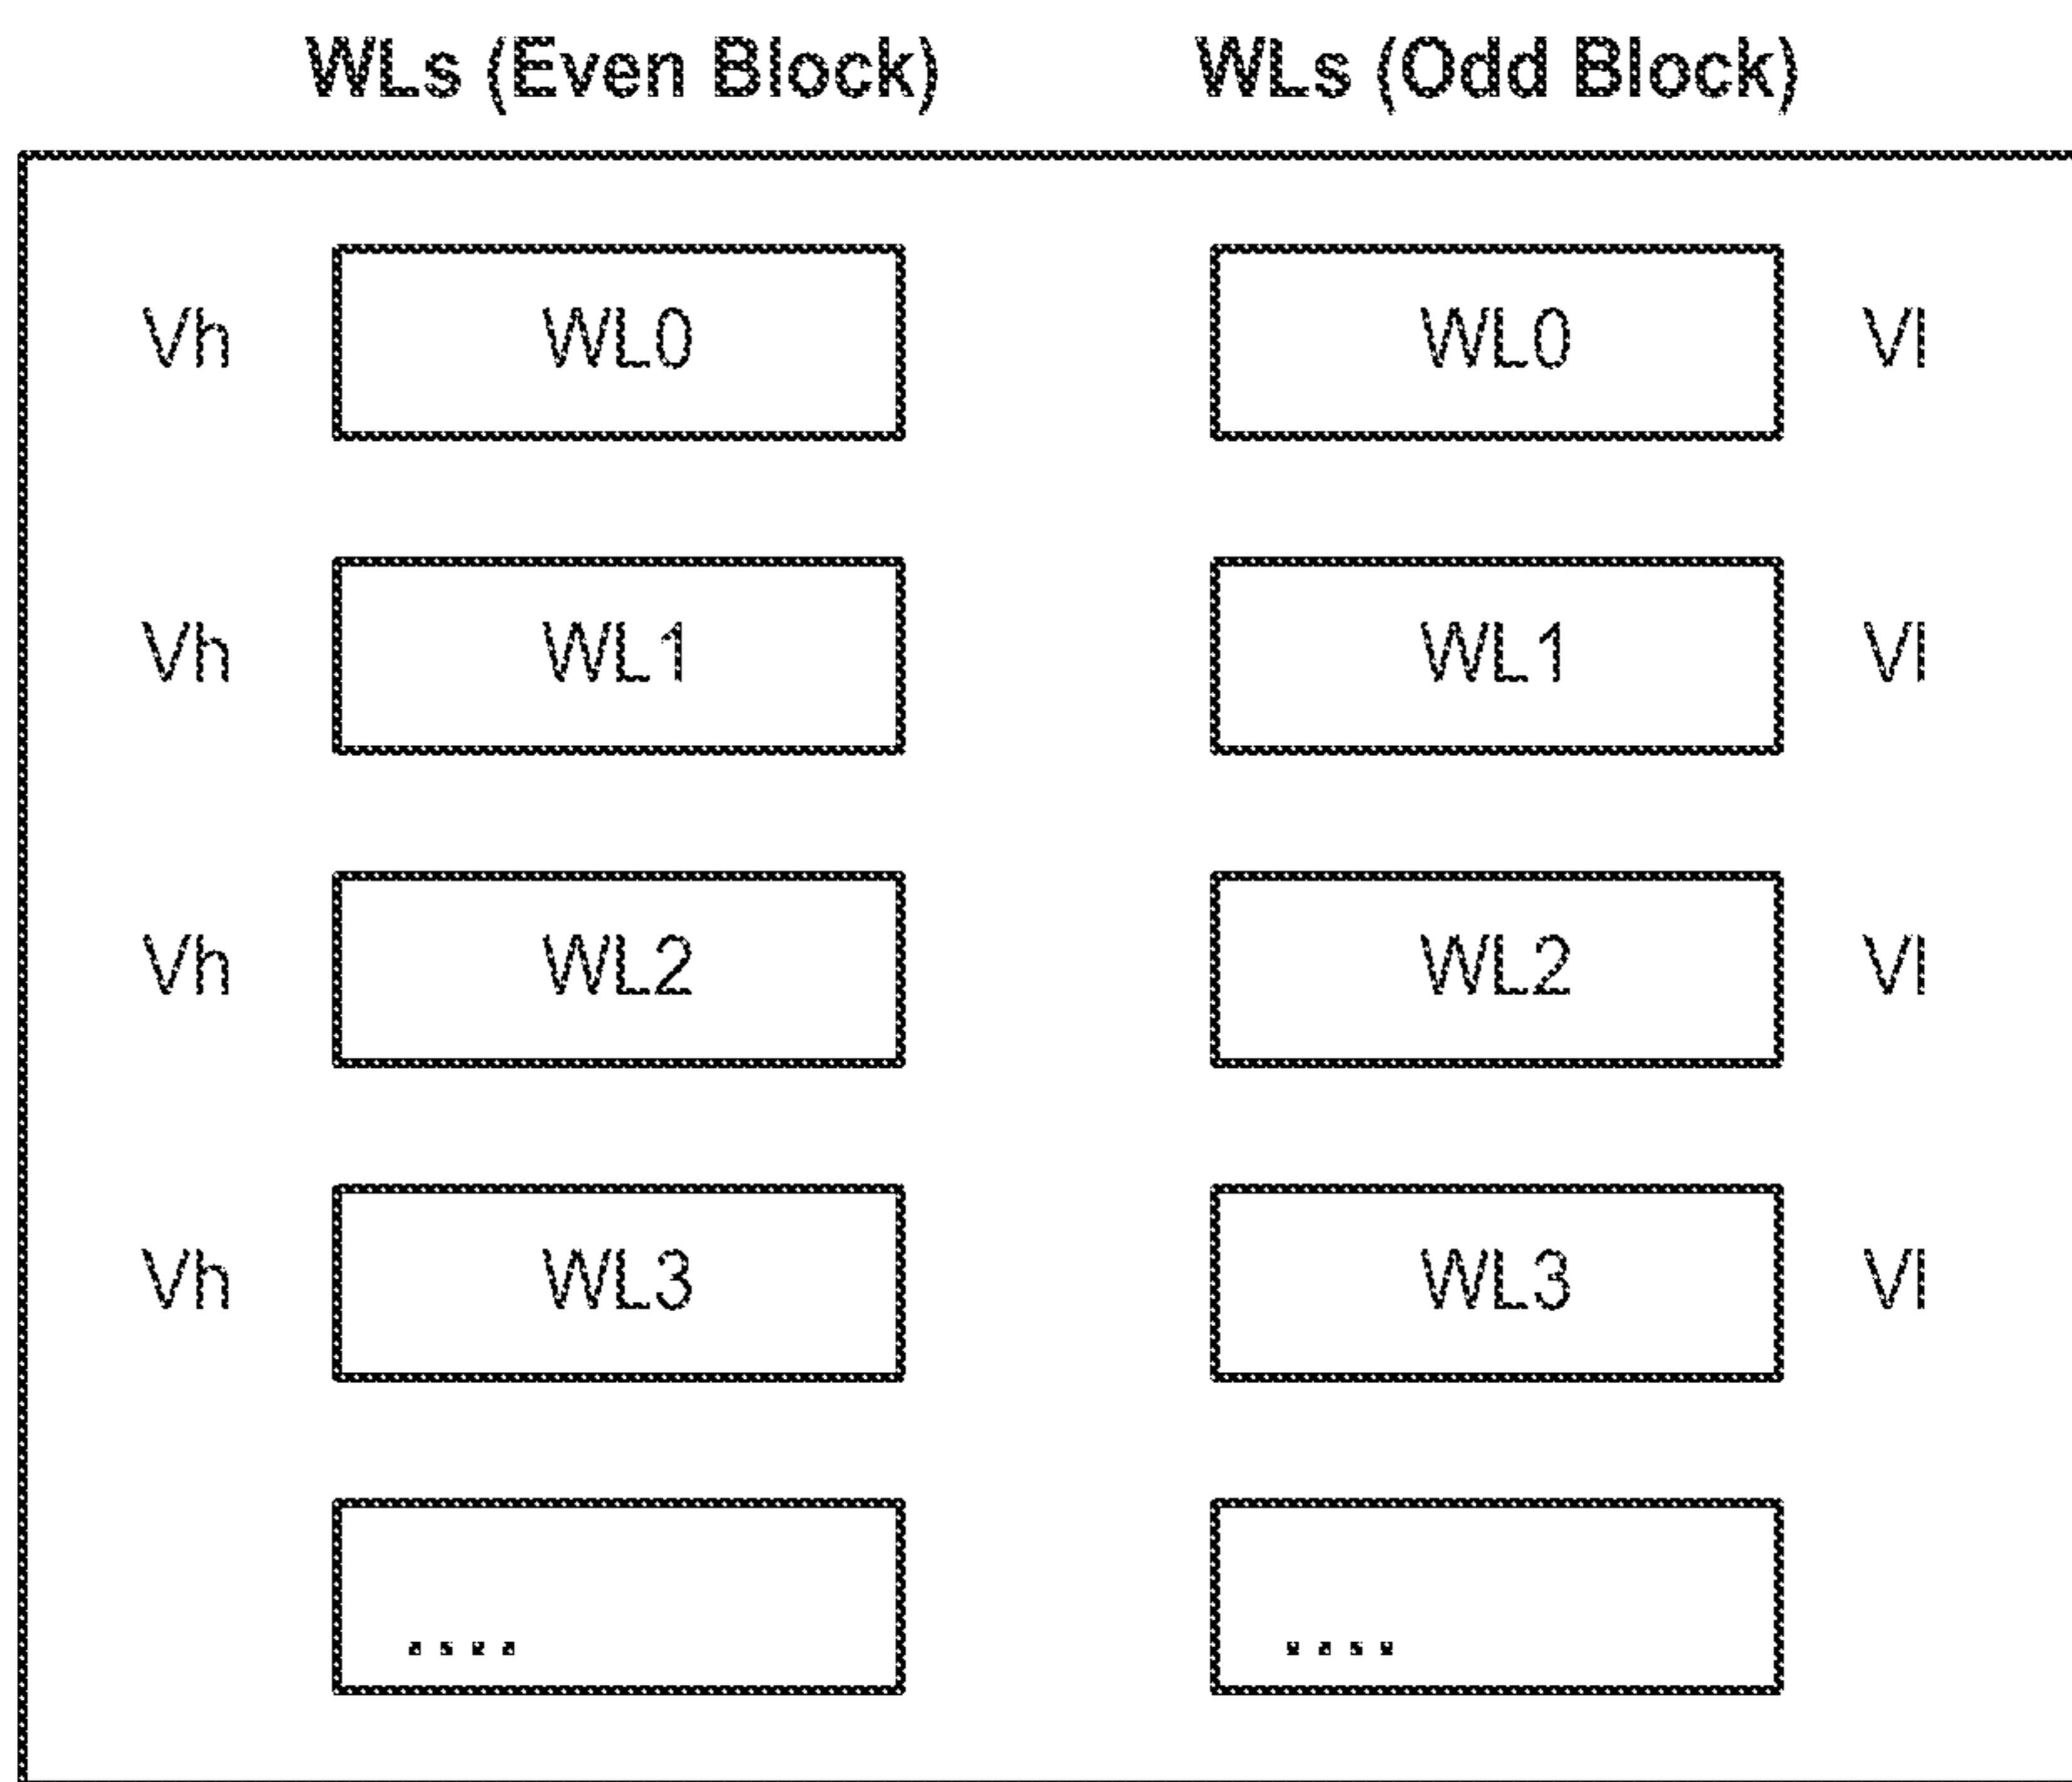 WLs (Even Block) WLs (Odd Block)
Vh WL0 WL0 Vl
Vh WL1 WL1 Vl
Vh WL2 WL2 Vl
Vh WL3 WL3 Vl
.... ....